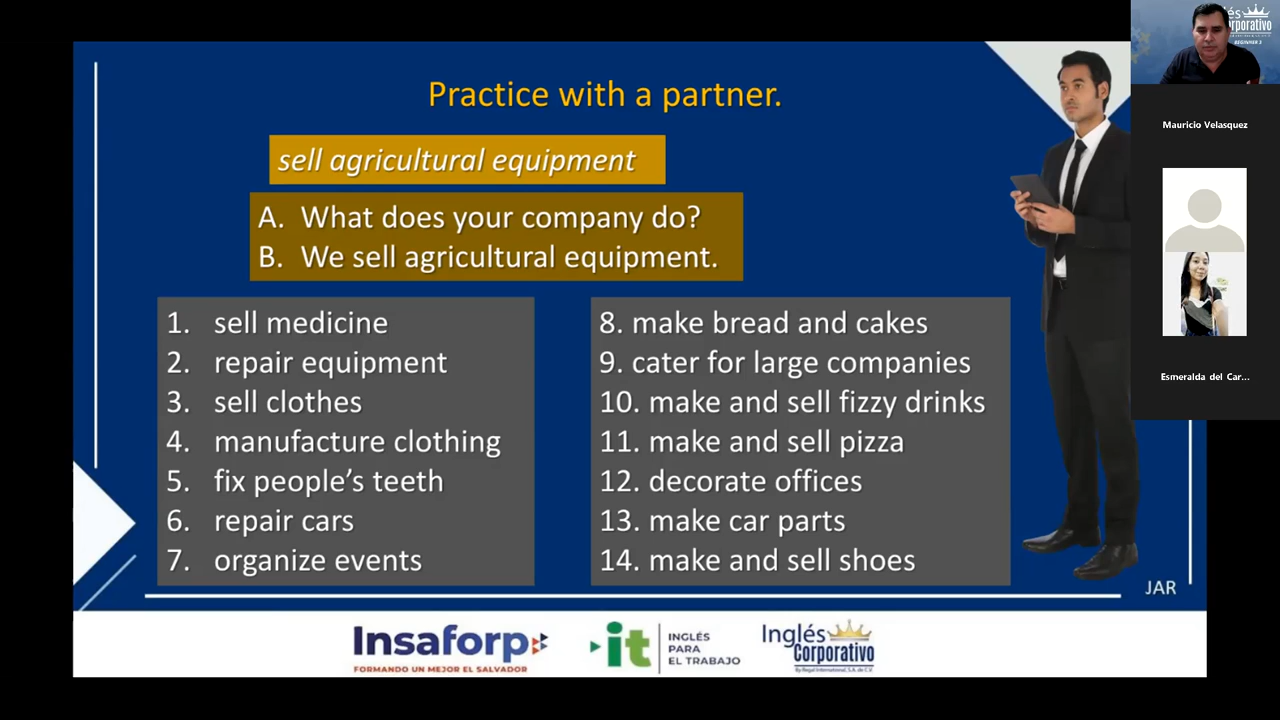 Practice with a partner.
sell agricultural equipment
A. What does your company do?
B. We sell agricultural equipment.
1. sell medicine
2. repair equipment
3. sell clothes
4. manufacture clothing
5. fix people's teeth
6. repair cars
7. organize events
8. make bread and cakes
9. cater for large companies
10. make and sell fizzy drinks
11. make and sell pizza
12. decorate offices
13. make car parts
14. make and sell shoes
JAR
Insaforp
FORMANDO UN MEJOR EL SALVADOR
it
INGLÉS
PARA
EL TRABAJO
Inglés
Corporativo
By Regal International, S.A. de C.V.
Mauricio Velasquez
Esmeralda del Car...